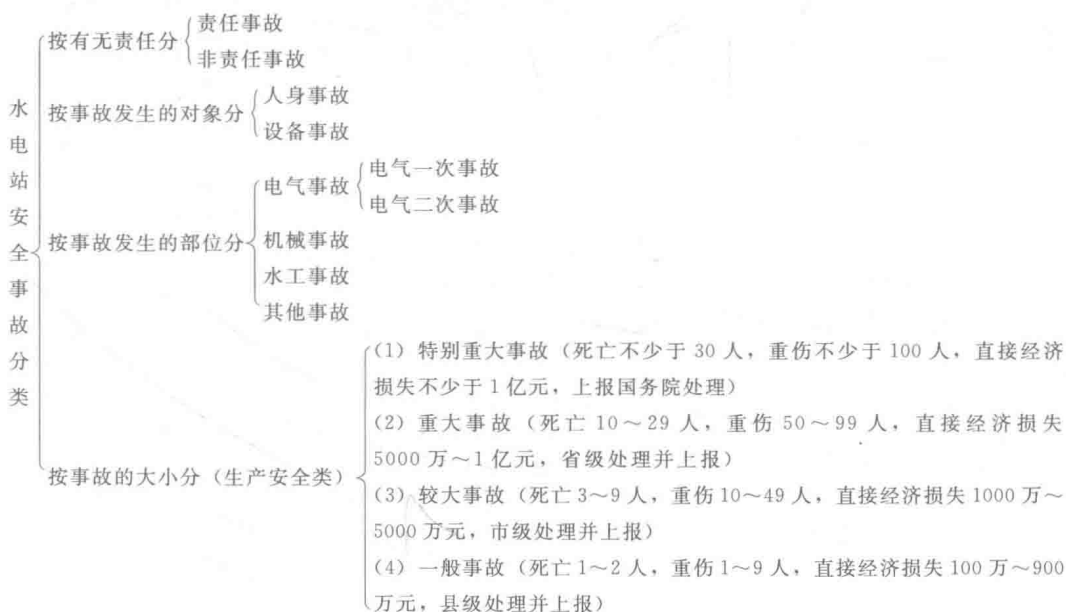 水电站安全事故分类
按有无责任分
责任事故
非责任事故
按事故发生的对象分
人身事故
设备事故
按事故发生的部位分
电气事故
电气一次事故
电气二次事故
机械事故
水工事故
其他事故
按事故的大小分（生产安全类）
（1）特别重大事故（死亡不少于 30 人，重伤不少于 100 人，直接经济
损失不少于 1 亿元，上报国务院处理）
（2）重大事故（死亡 10～29 人，重伤 50～99 人，直接经济损失
5000 万～1 亿元，省级处理并上报）
（3）较大事故（死亡 3～9 人，重伤 10～49 人，直接经济损失 1000 万～
5000 万元，市级处理并上报）
（4）一般事故（死亡 1～2 人，重伤 1～9 人，直接经济损失 100 万～900
万元，县级处理并上报）